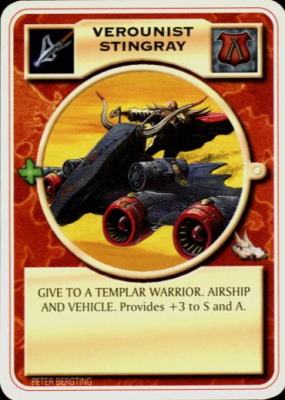 VEROUNIST
STINGRAY
GIVE TO A TEMPLAR WARRIOR. AIRSHIP
AND VEHICLE. Provides +3 to S and A.
PETER BERGTING